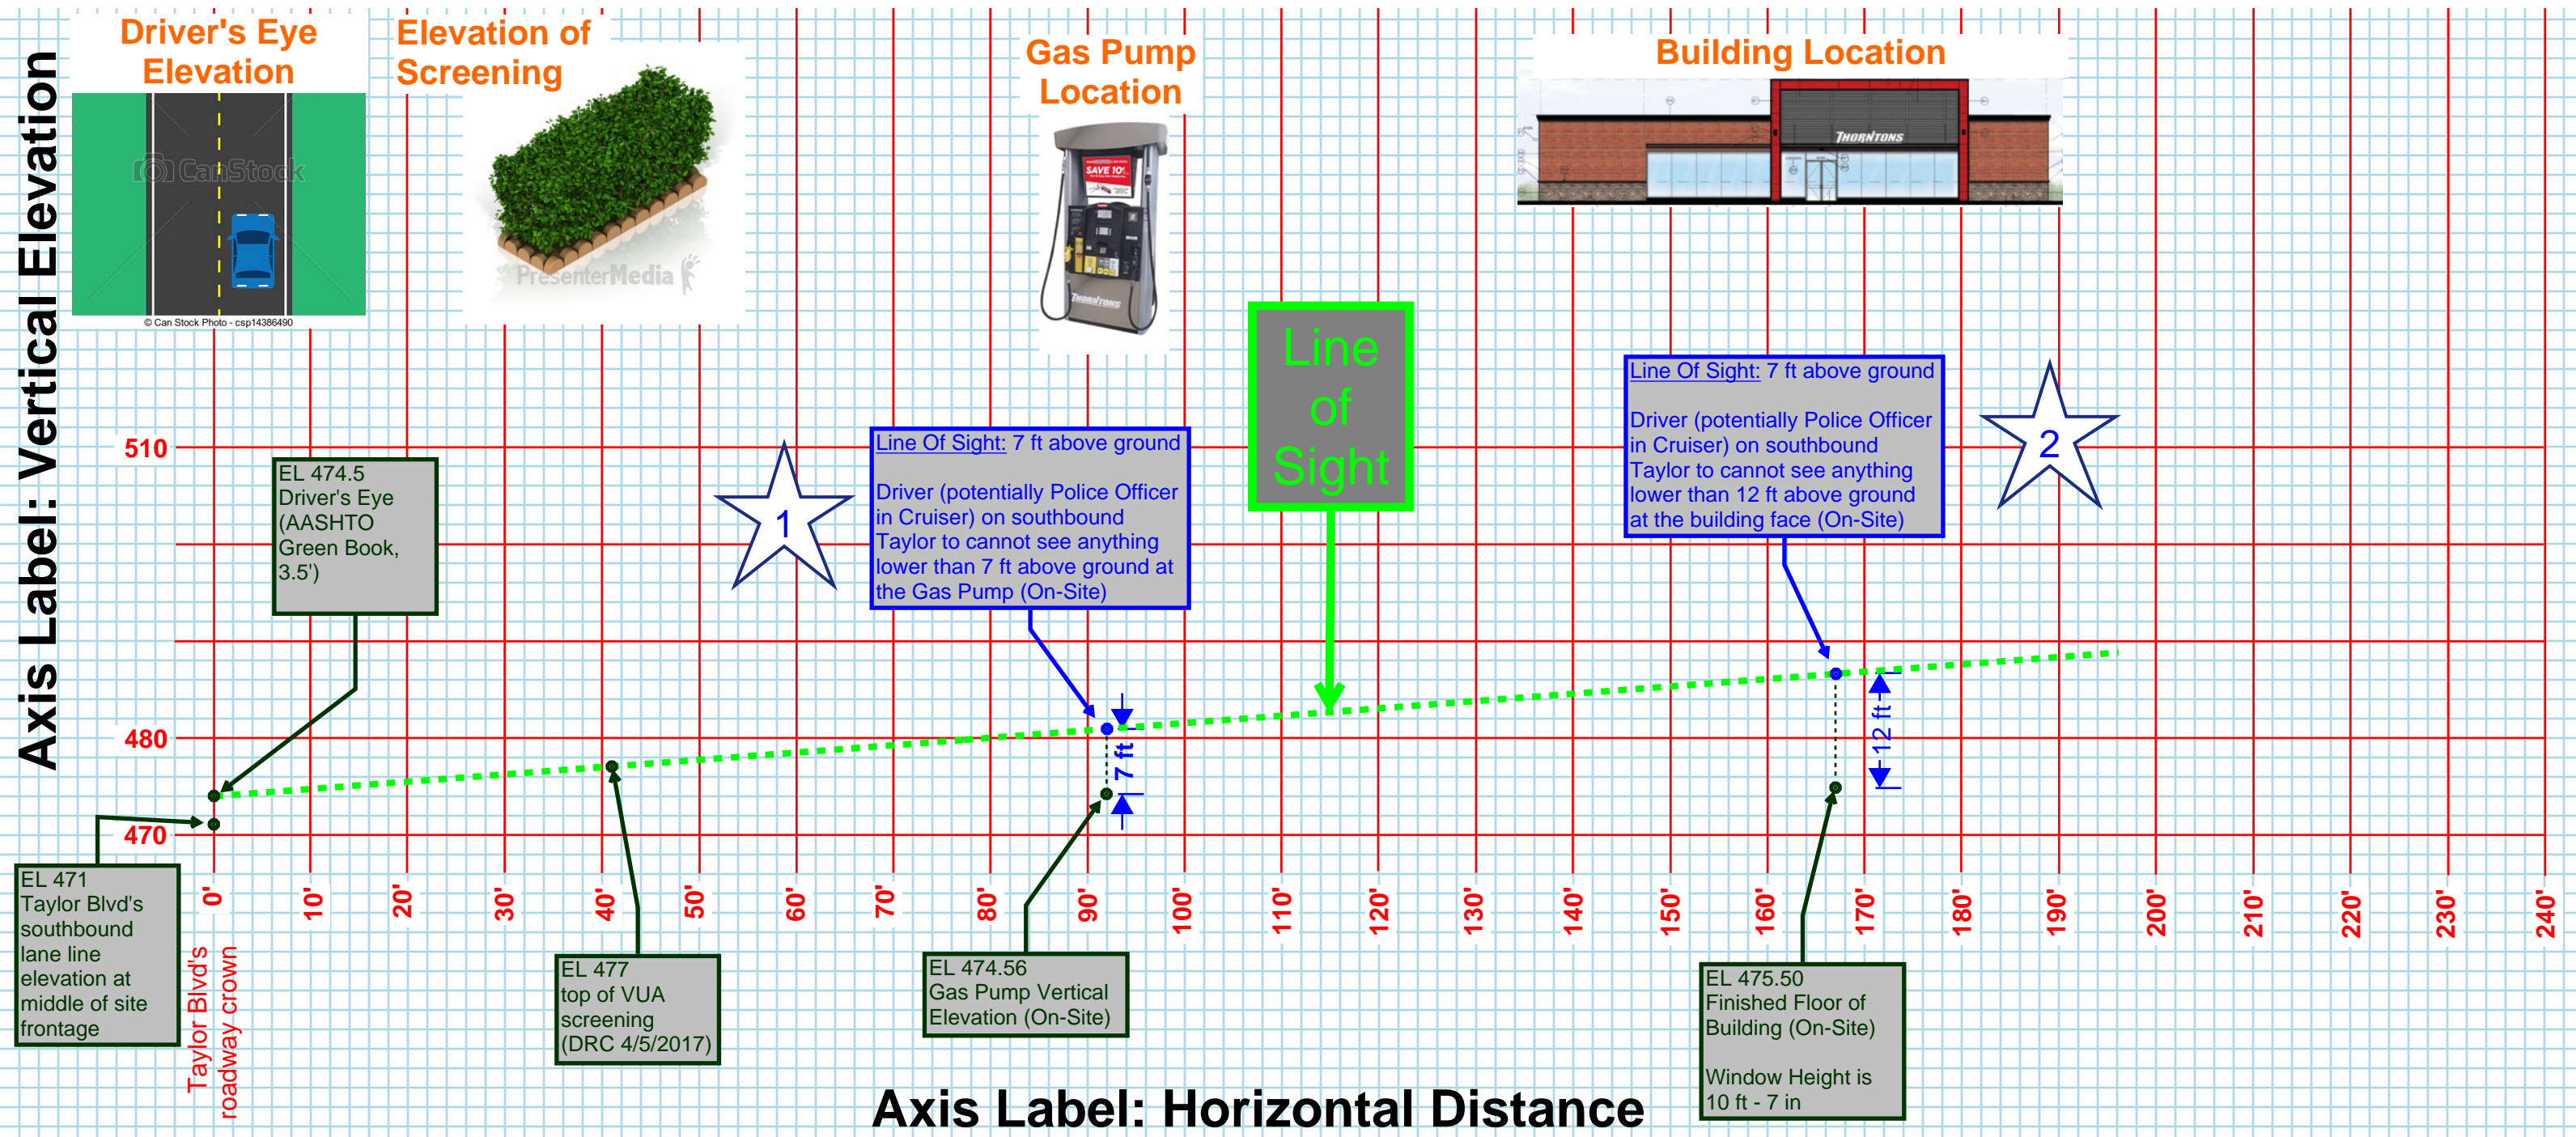 Driver's Eye
Elevation
CanStock
© Can Stock Photo - csp14386490
Elevation of
Screening
PresenterMedia
Gas Pump
Location
SAVE 10¢
THORNTONS
Building Location
THORNTONS
Axis Label: Vertical Elevation
Line
of
Sight
510
480
470
EL 474.5
Driver's Eye
(AASHTO
Green Book,
3.5')
1
Line Of Sight: 7 ft above ground
Driver (potentially Police Officer
in Cruiser) on southbound
Taylor to cannot see anything
lower than 7 ft above ground at
the Gas Pump (On-Site)
Line Of Sight: 7 ft above ground
Driver (potentially Police Officer
in Cruiser) on southbound
Taylor to cannot see anything
lower than 12 ft above ground
at the building face (On-Site)
2
7 ft
12 ft
0'
10'
20'
30'
40'
50'
60'
70'
80'
90'
100'
110'
120'
130'
140'
150'
160'
170'
180'
190'
200'
210'
220'
230'
240'
EL 471
Taylor Blvd's
southbound
lane line
elevation at
middle of site
frontage
Taylor Blvd's
roadway crown
EL 477
top of VUA
screening
(DRC 4/5/2017)
EL 474.56
Gas Pump Vertical
Elevation (On-Site)
EL 475.50
Finished Floor of
Building (On-Site)
Window Height is
10 ft - 7 in
Axis Label: Horizontal Distance